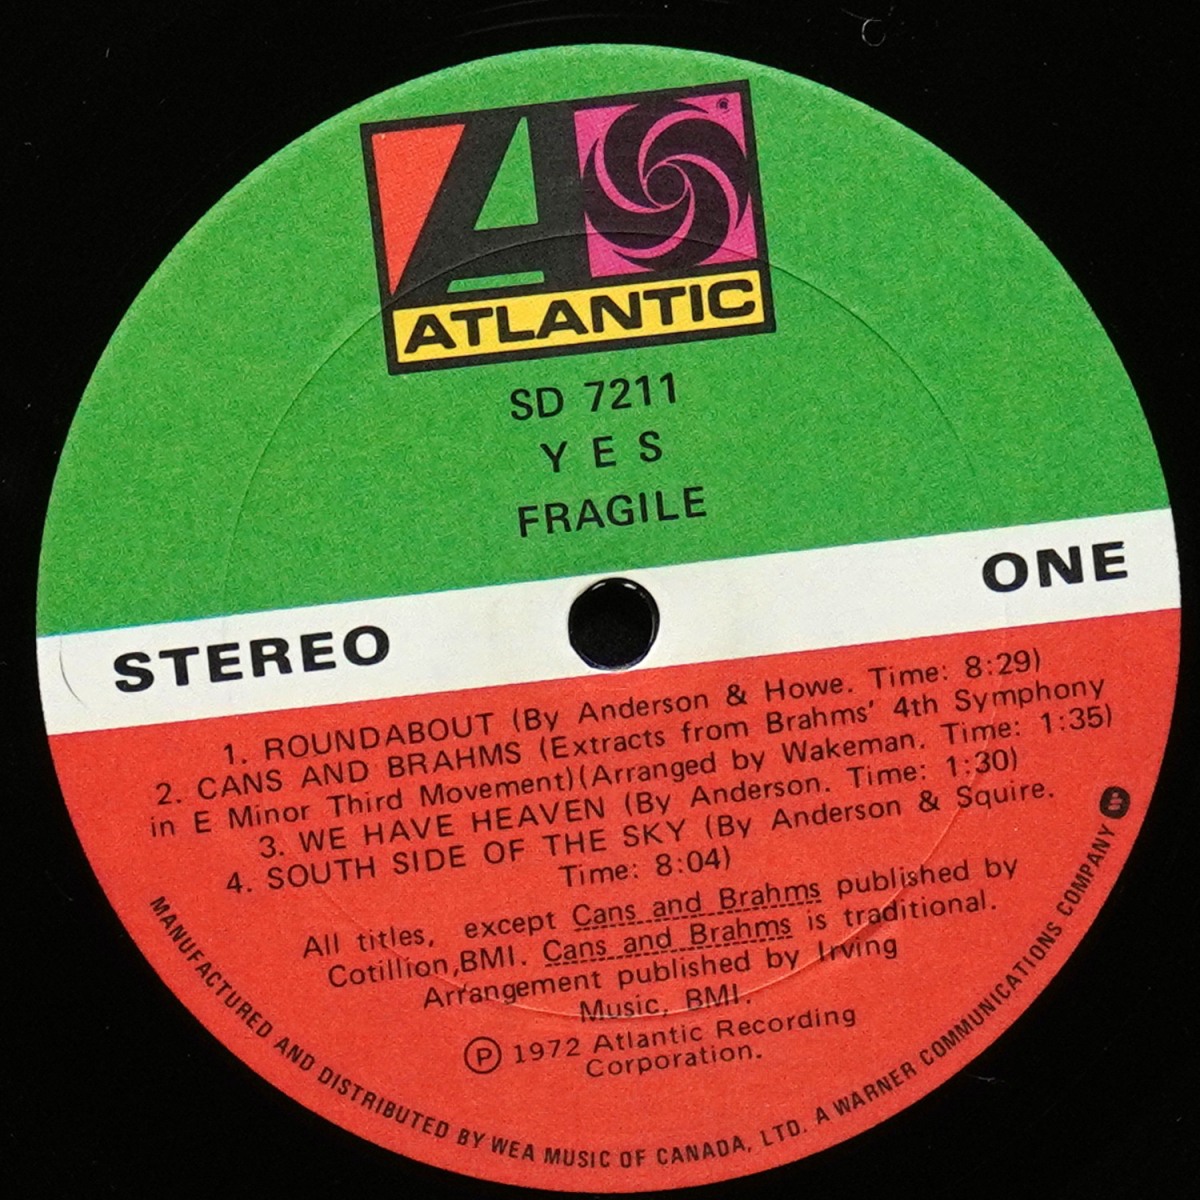 ATLANTIC
SD 7211
YES
FRAGILE
STEREO
ONE
1. ROUNDABOUT (By Anderson & Howe. Time: 8:29)
2. CANS AND BRAHMS (Extracts from Brahms' 4th Symphony
in E Minor Third Movement)(Arranged by Wakeman. Time: 1:35)
3. WE HAVE HEAVEN (By Anderson. Time: 1:30)
4. SOUTH SIDE OF THE SKY (By Anderson & Squire.
Time: 8:04)
All titles, except Cans and Brahms published by
Cotillion,BMI. Cans and Brahms is traditional.
Arrangement published by Irving
Music, BMI.
Ⓟ 1972 Atlantic Recording
Corporation.
MANUFACTURED AND DISTRIBUTED BY WEA MUSIC OF CANADA, LTD. A WARNER COMMUNICATIONS COMPANY